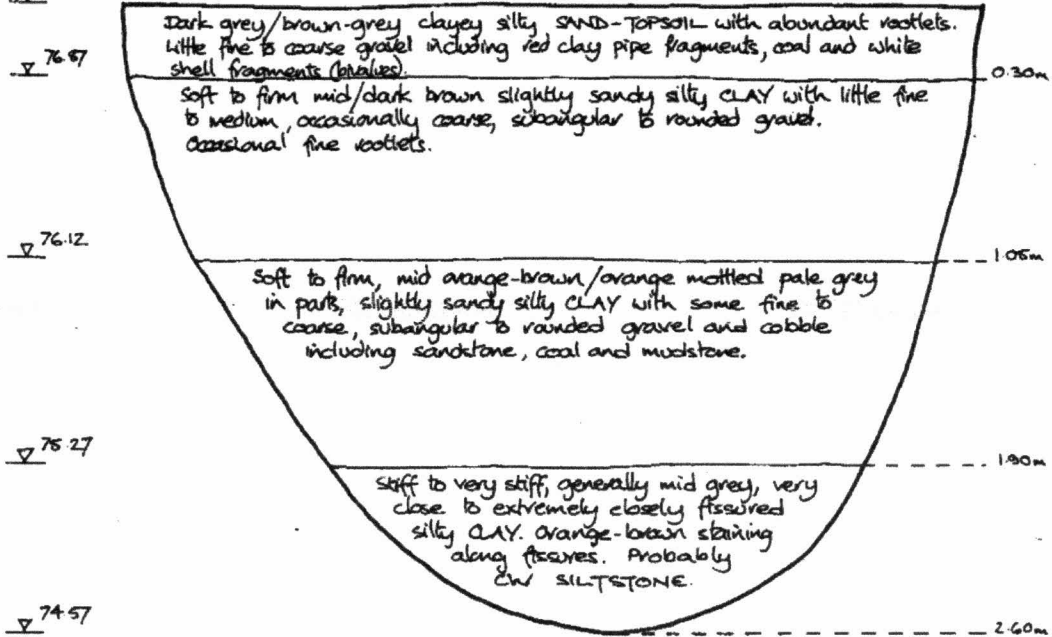 Dark grey/brown-grey clayey silty SAND-TOPSOIL with abundant rootlets.
Little fine to coarse gravel including red clay pipe fragments, coal and white
shell fragments (bivalves).
76.87
0.30m
Soft to firm mid/dark brown slightly sandy silty CLAY with little fine
to medium, occasionally coarse, subangular to rounded gravel.
Occasional fine rootlets.
76.12
1.05m
Soft to firm, mid orange-brown/orange mottled pale grey
in parts, slightly sandy silty CLAY with some fine to
coarse, subangular to rounded gravel and cobble
including sandstone, coal and mudstone.
75.27
1.90m
Stiff to very stiff, generally mid grey, very
close to extremely closely fissured
silty CLAY. Orange-brown staining
along fissures. Probably
CW SILTSTONE.
74.57
2.60m